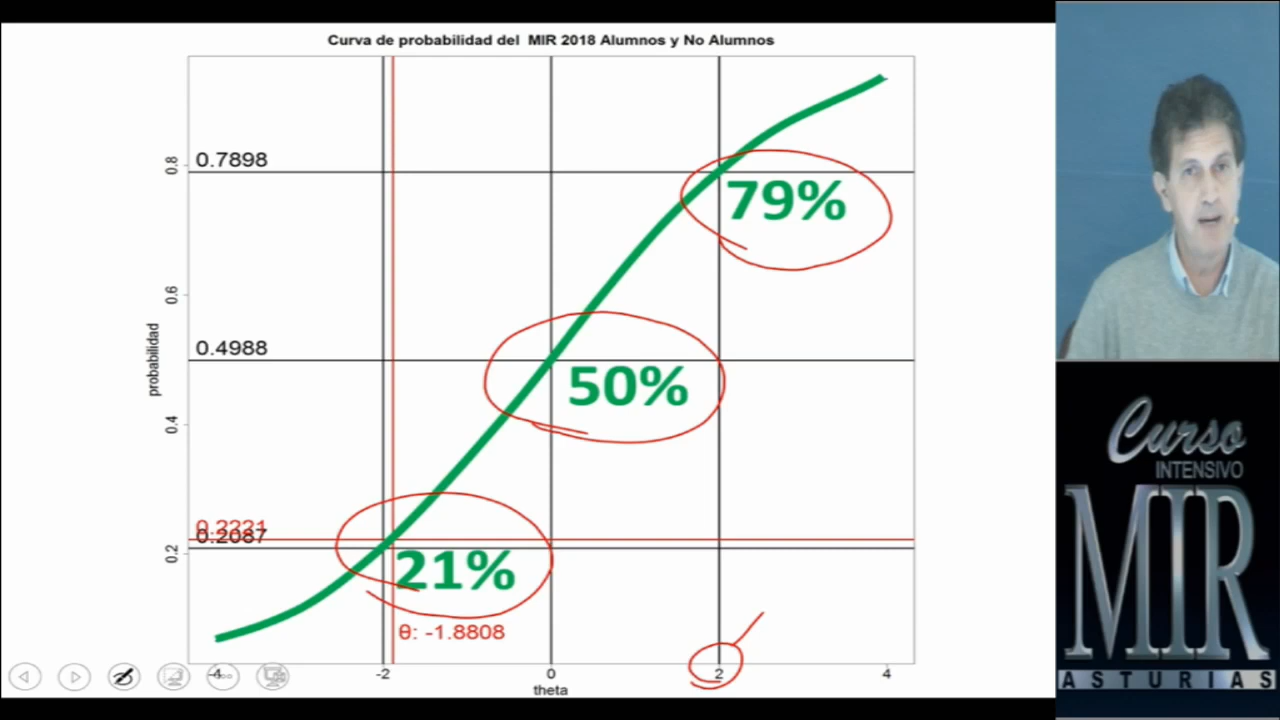 Curva de probabilidad del MIR 2018 Alumnos y No Alumnos
0.7898
0.8
79%
0.6
probabilidad
0.4988
50%
0.4
0.2221
0.2087
0.2
21%
θ: -1.8808
-4
-2
0
2
4
theta
Curso
INTENSIVO
MIR
ASTURIAS